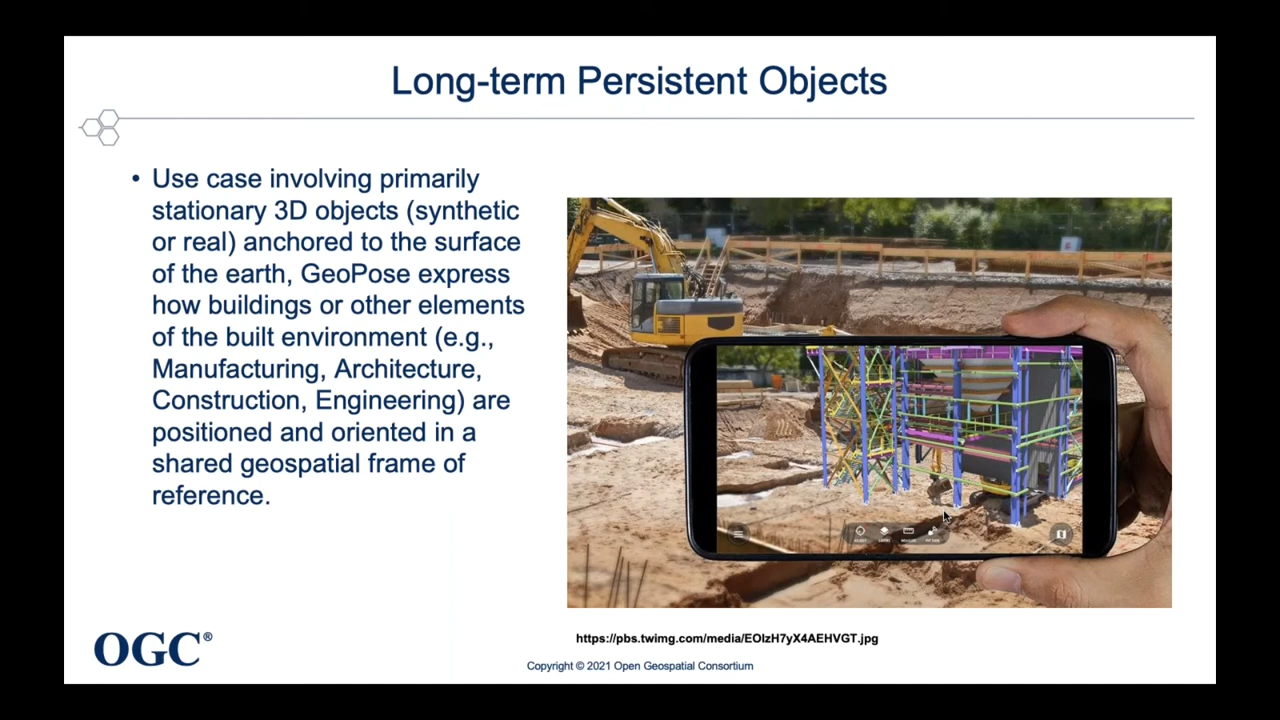 Long-term Persistent Objects
• Use case involving primarily
stationary 3D objects (synthetic
or real) anchored to the surface
of the earth, GeoPose express
how buildings or other elements
of the built environment (e.g.,
Manufacturing, Architecture,
Construction, Engineering) are
positioned and oriented in a
shared geospatial frame of
reference.
OGC®
https://pbs.twimg.com/media/EOIzH7yX4AEHVGT.jpg
Copyright © 2021 Open Geospatial Consortium